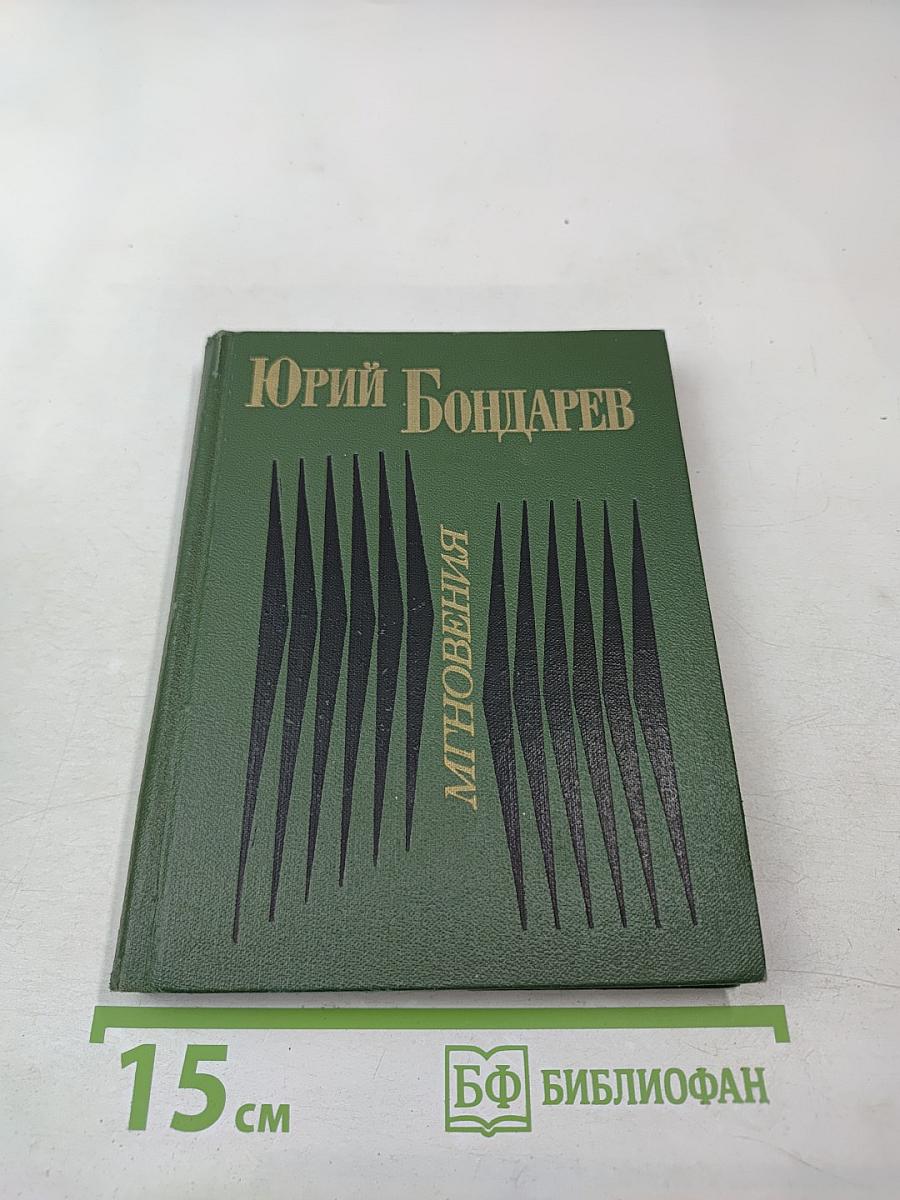 Юрий Бондарев
Мгновения
15 см
БФ БИБЛИОФАН